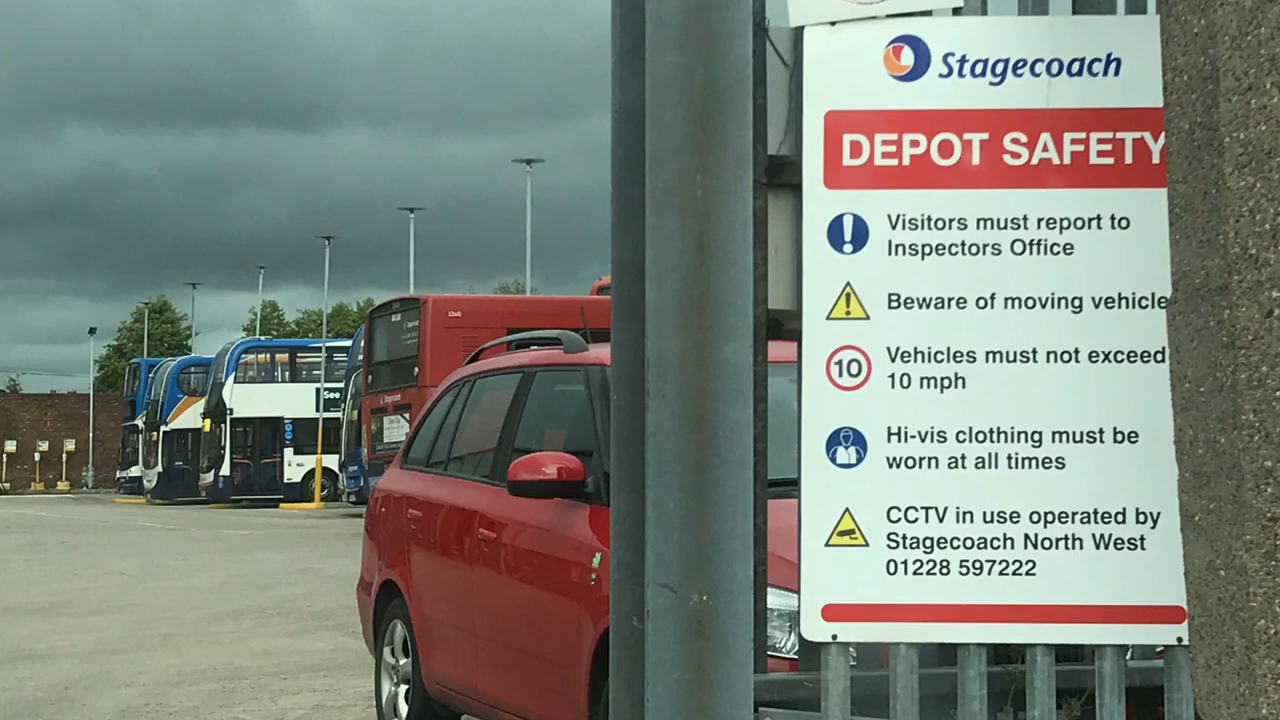 Stagecoach
DEPOT SAFETY
Visitors must report to
Inspectors Office
Beware of moving vehicle
10
Vehicles must not exceed
10 mph
Hi-vis clothing must be
worn at all times
CCTV in use operated by
Stagecoach North West
01228 597222
See
Stagecoach